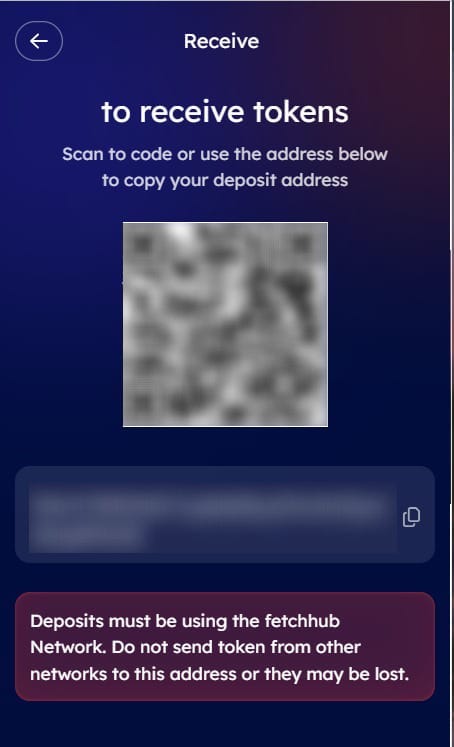 Receive
to receive tokens
Scan to code or use the address below
to copy your deposit address
Deposits must be using the fetchhub
Network. Do not send token from other
networks to this address or they may be lost.